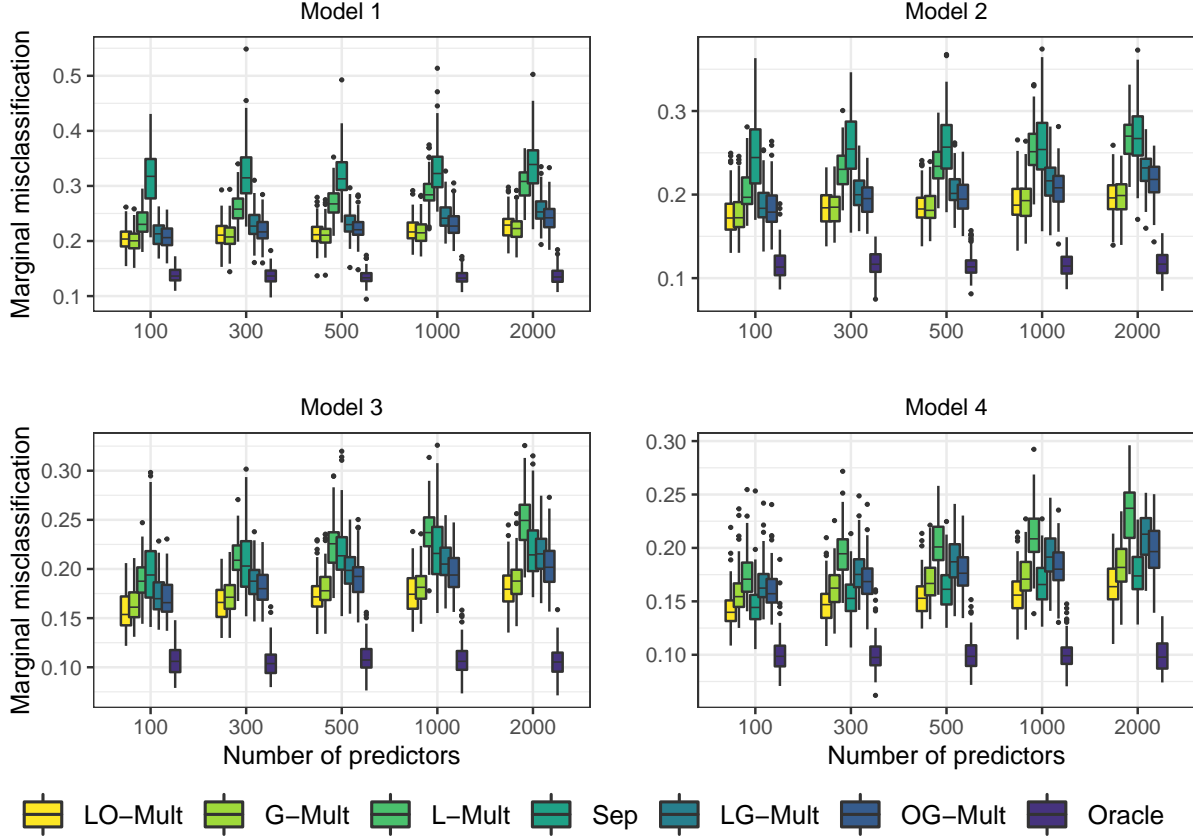 Model 1
Model 2
Marginal misclassification
0.5
0.4
0.3
0.2
0.1
100 300 500 1000 2000
0.3
0.2
0.1
100 300 500 1000 2000
Model 3
Model 4
Marginal misclassification
0.30
0.25
0.20
0.15
0.10
100 300 500 1000 2000
Number of predictors
0.30
0.25
0.20
0.15
0.10
100 300 500 1000 2000
Number of predictors
LO−Mult G−Mult L−Mult Sep LG−Mult OG−Mult Oracle